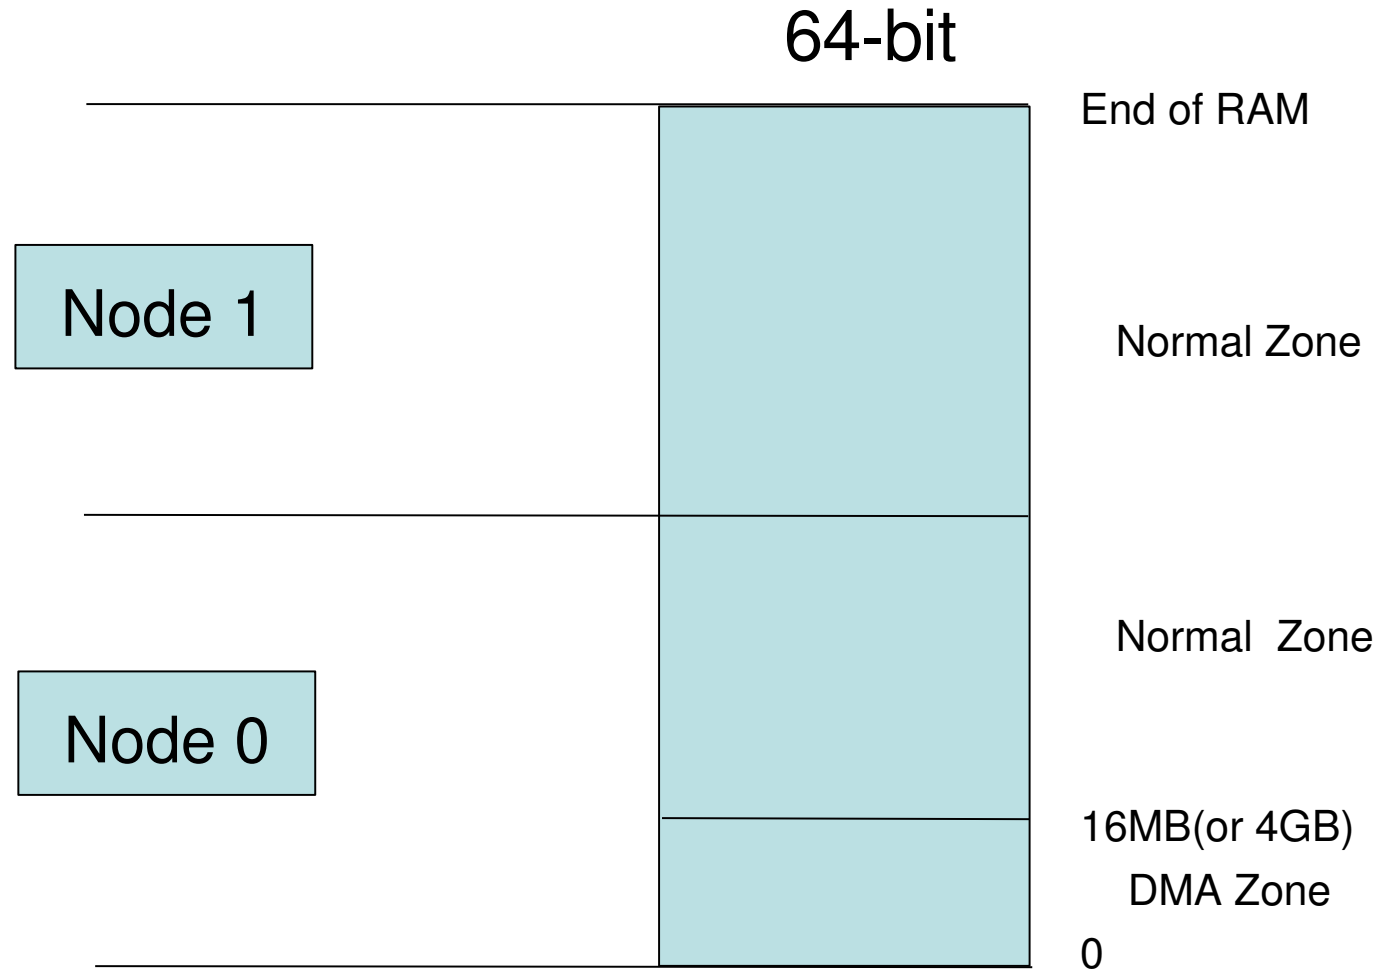 64-bit
End of RAM
Node 1
Normal Zone
Normal  Zone
Node 0
16MB(or 4GB)
DMA Zone
0